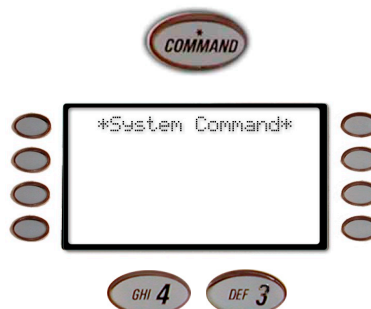 *
COMMAND
*System Command*
GHI 4
DEF 3